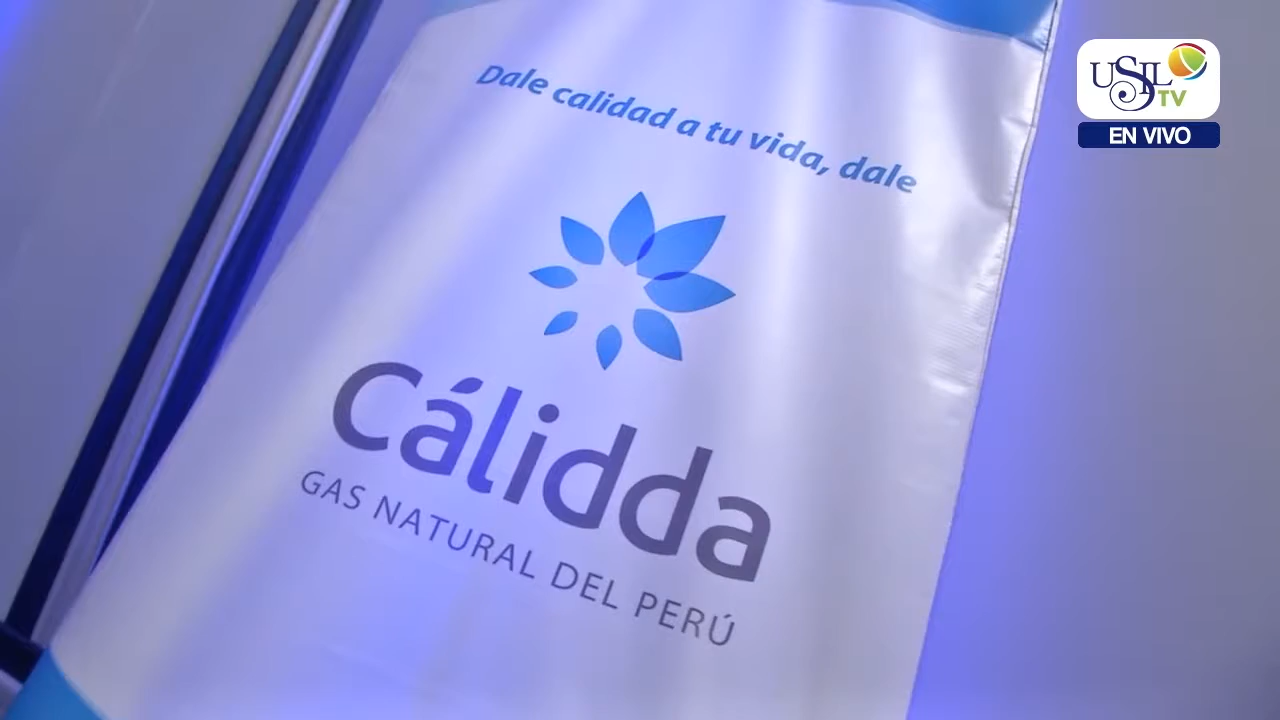 Dale calidad a tu vida, dale
Cálidda
GAS NATURAL DEL PERÚ
USIL
TV
EN VIVO